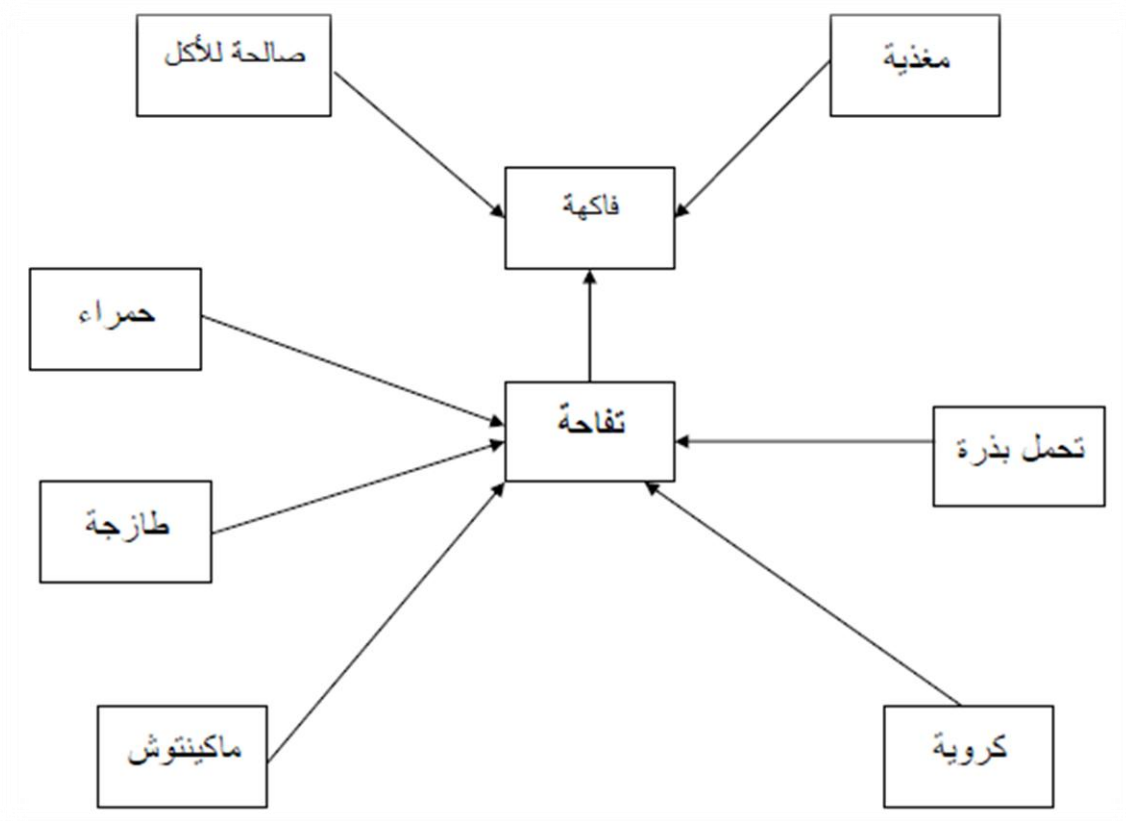 مغذية
صالحة للأكل
فاكهة
حمراء
تفاحة
تحمل بذرة
طازجة
كروية
ماكينتوش